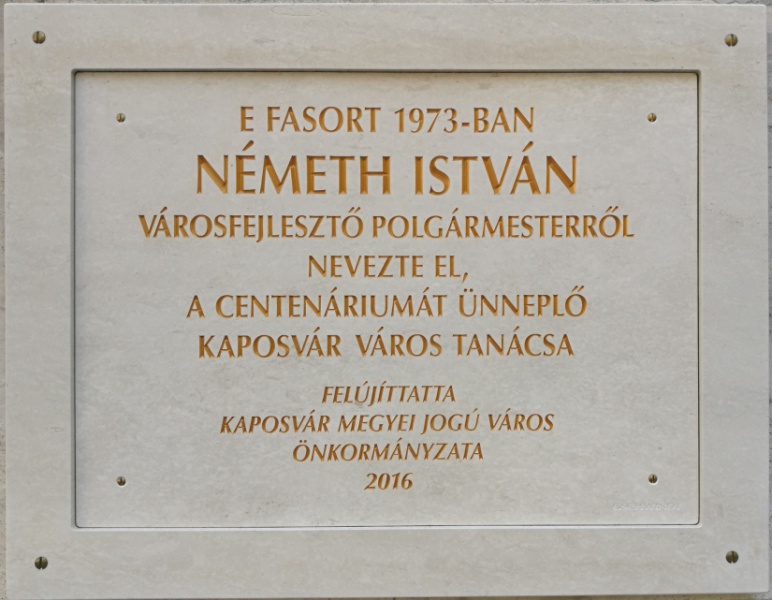 E FASORT 1973-BAN
NÉMETH ISTVÁN
VÁROSFEJLESZTŐ POLGÁRMESTERRŐL
NEVEZTE EL,
A CENTENÁRIUMÁT ÜNNEPLŐ
KAPOSVÁR VÁROS TANÁCSA
FELÚJÍTTATTA
KAPOSVÁR MEGYEI JOGÚ VÁROS
ÖNKORMÁNYZATA
2016